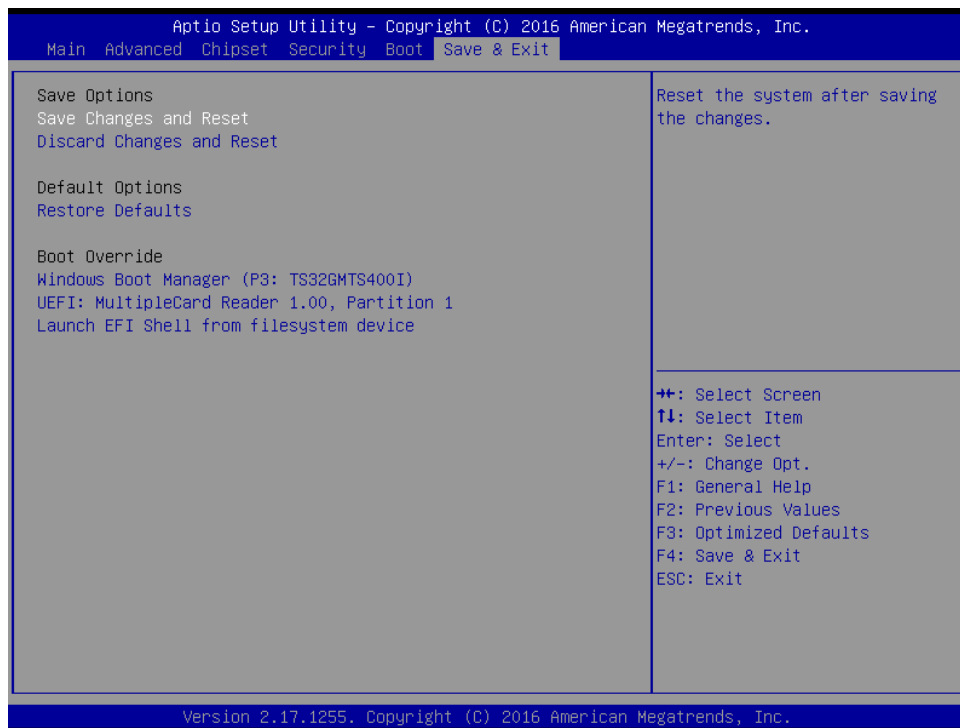 Aptio Setup Utility – Copyright (C) 2016 American Megatrends, Inc.
Main Advanced Chipset Security Boot Save & Exit
Save Options
Save Changes and Reset
Discard Changes and Reset
Default Options
Restore Defaults
Boot Override
Windows Boot Manager (P3: TS32GMTS400I)
UEFI: MultipleCard Reader 1.00, Partition 1
Launch EFI Shell from filesystem device
Reset the system after saving
the changes.
→←: Select Screen
↑↓: Select Item
Enter: Select
+/-: Change Opt.
F1: General Help
F2: Previous Values
F3: Optimized Defaults
F4: Save & Exit
ESC: Exit
Version 2.17.1255. Copyright (C) 2016 American Megatrends, Inc.